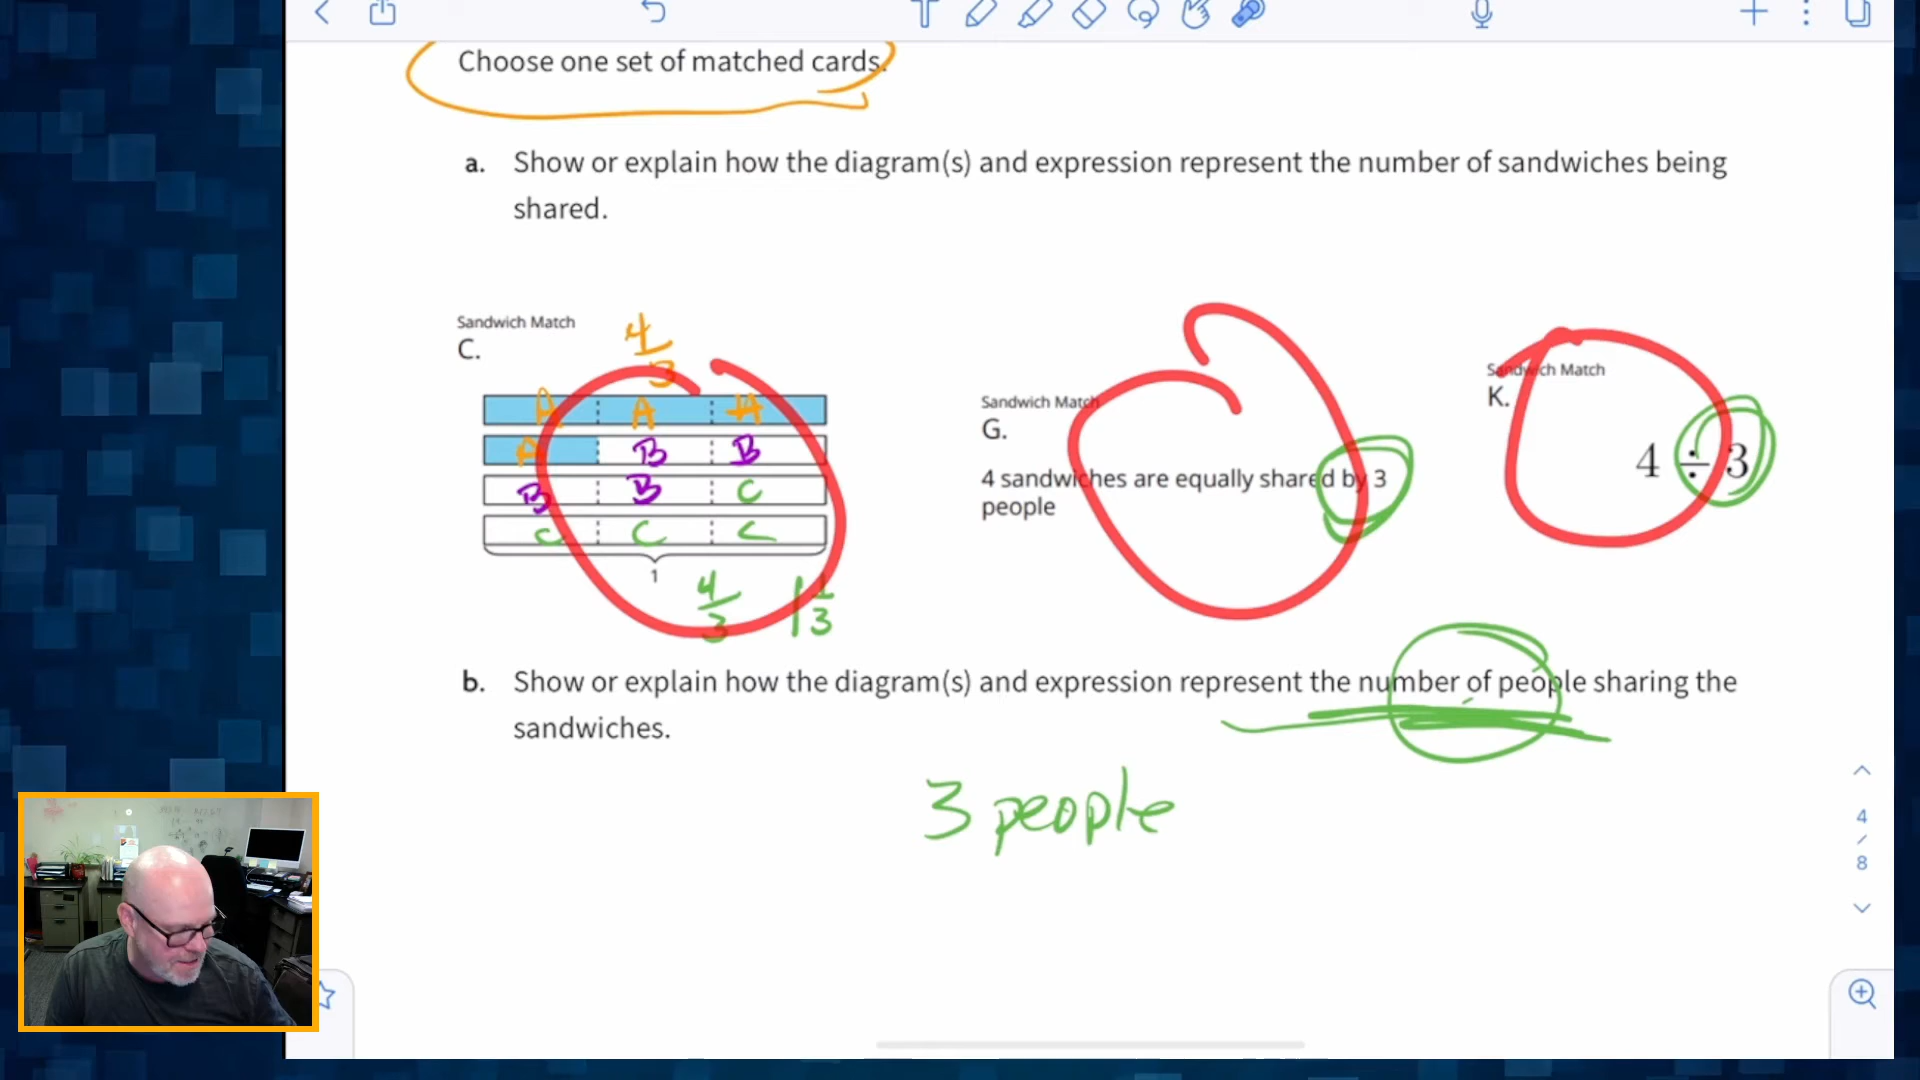 Choose one set of matched cards.
a. Show or explain how the diagram(s) and expression represent the number of sandwiches being
shared.
Sandwich Match
C.
4
3
A A A
A B B
B B C
C C C
1
4
3
1 1
3
Sandwich Match
G.
4 sandwiches are equally shared by 3
people
Sandwich Match
K.
4 ÷ 3
b. Show or explain how the diagram(s) and expression represent the number of people sharing the
sandwiches.
3 people
4
/
8